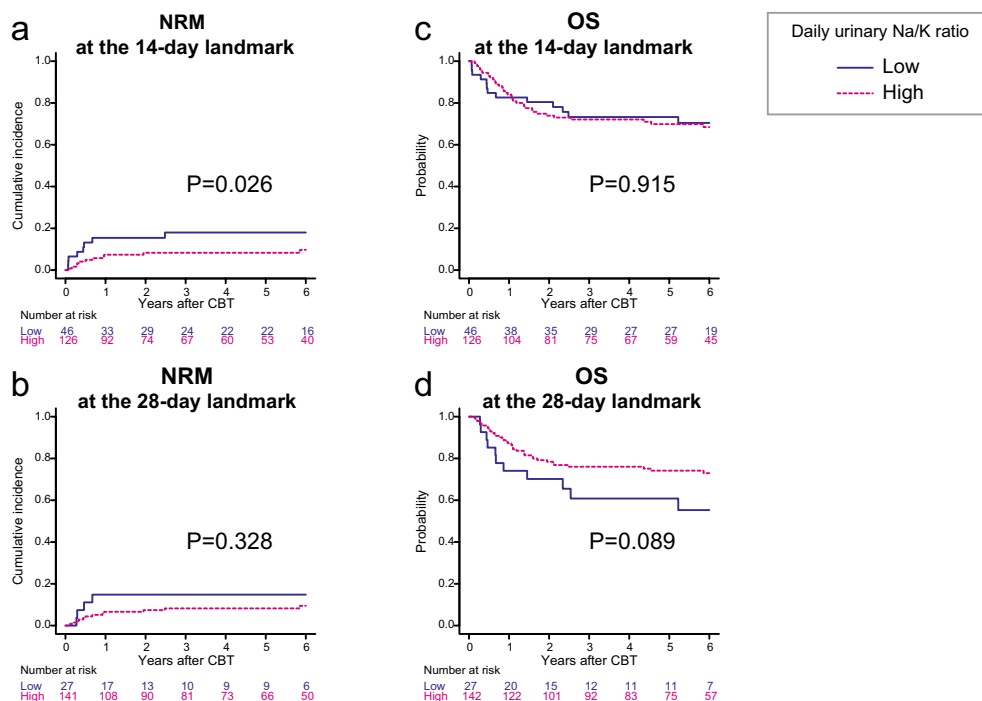 a
NRM
at the 14-day landmark
Cumulative incidence
1.0
0.8
0.6
0.4
0.2
0.0
P=0.026
0 1 2 3 4 5 6
Years after CBT
Number at risk
Low 46 33 29 24 22 22 16
High 126 92 74 67 60 53 40
c
OS
at the 14-day landmark
Probability
1.0
0.8
0.6
0.4
0.2
0.0
P=0.915
0 1 2 3 4 5 6
Years after CBT
Number at risk
Low 46 38 35 29 27 27 19
High 126 104 81 75 67 59 45
Daily urinary Na/K ratio
Low
High
b
NRM
at the 28-day landmark
Cumulative incidence
1.0
0.8
0.6
0.4
0.2
0.0
P=0.328
0 1 2 3 4 5 6
Years after CBT
Number at risk
Low 27 17 13 10 9 9 6
High 141 108 90 81 73 66 50
d
OS
at the 28-day landmark
Probability
1.0
0.8
0.6
0.4
0.2
0.0
P=0.089
0 1 2 3 4 5 6
Years after CBT
Number at risk
Low 27 20 15 12 11 11 7
High 142 122 101 92 83 75 57